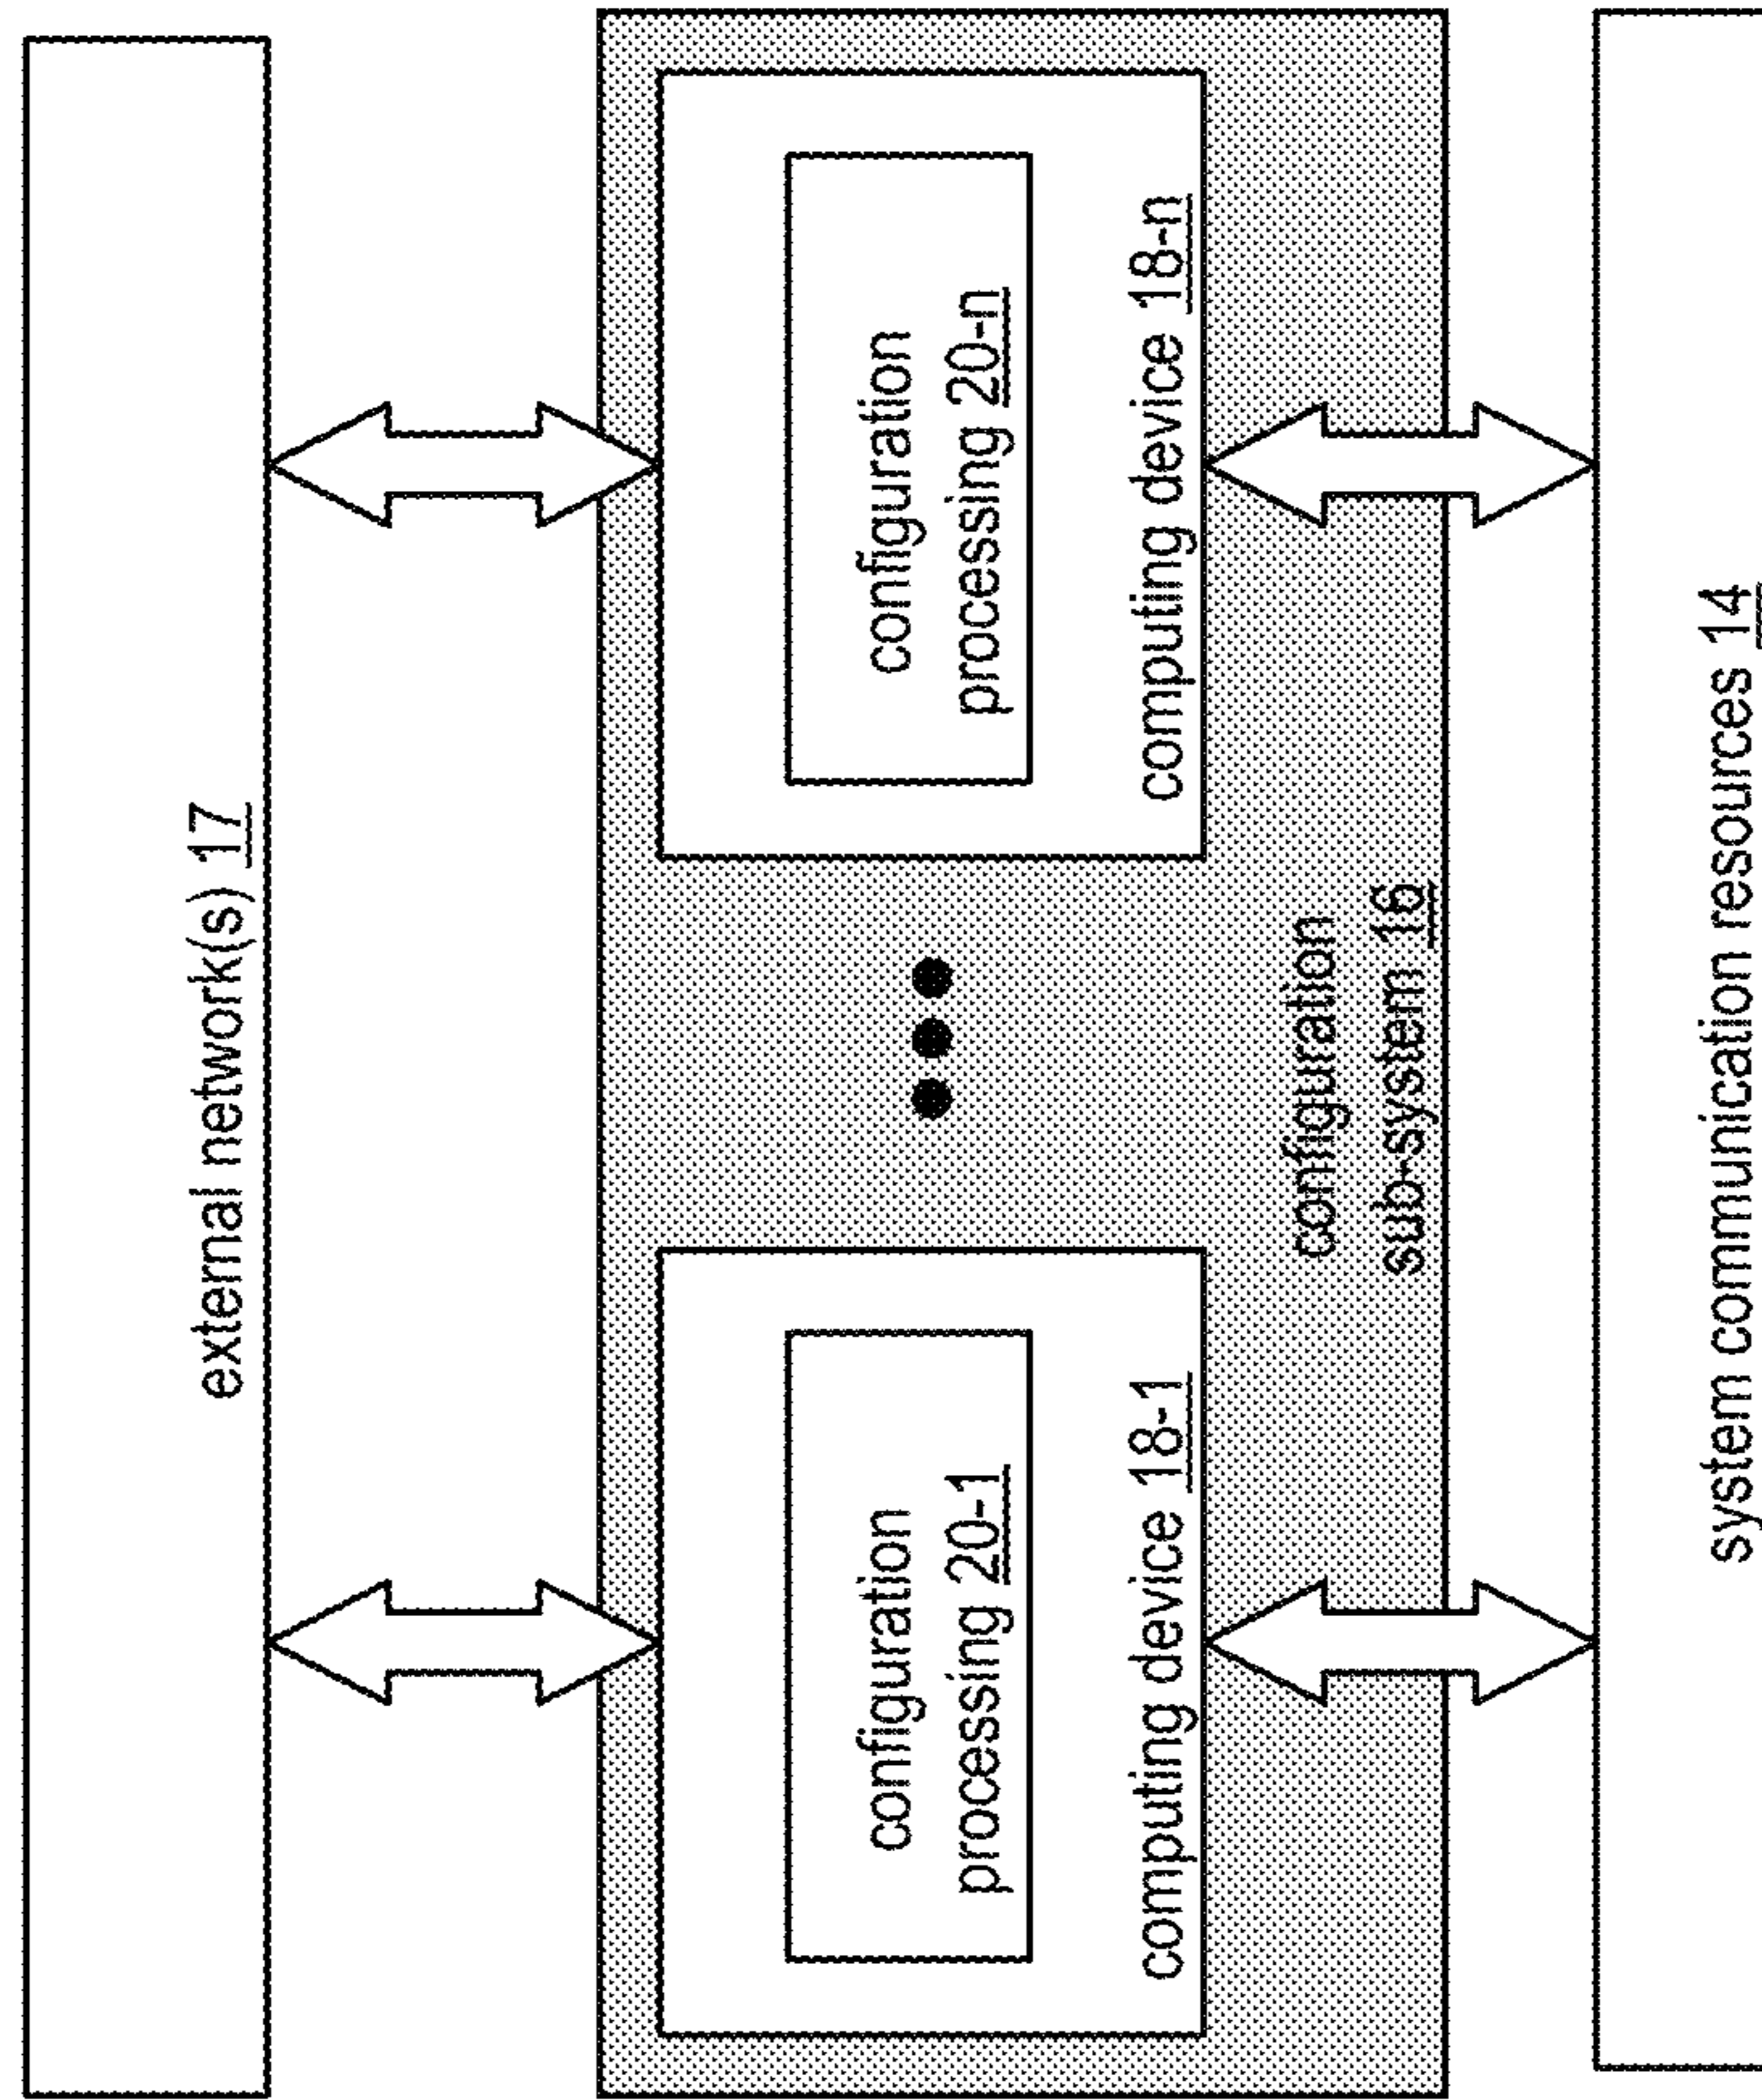 external network(s) 17
configuration
processing 20-1
computing device 18-1
configuration
processing 20-n
computing device 18-n
configuration
sub-system 16
system communication resources 14